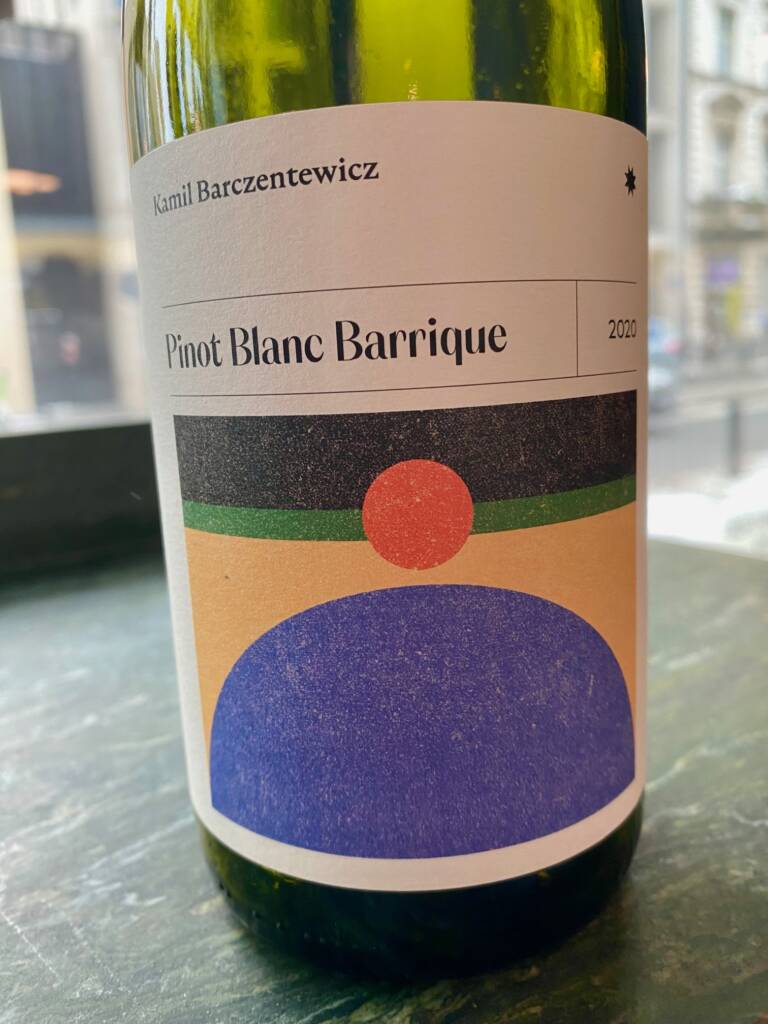 Kamil Barczentewicz
Pinot Blanc Barrique
2020